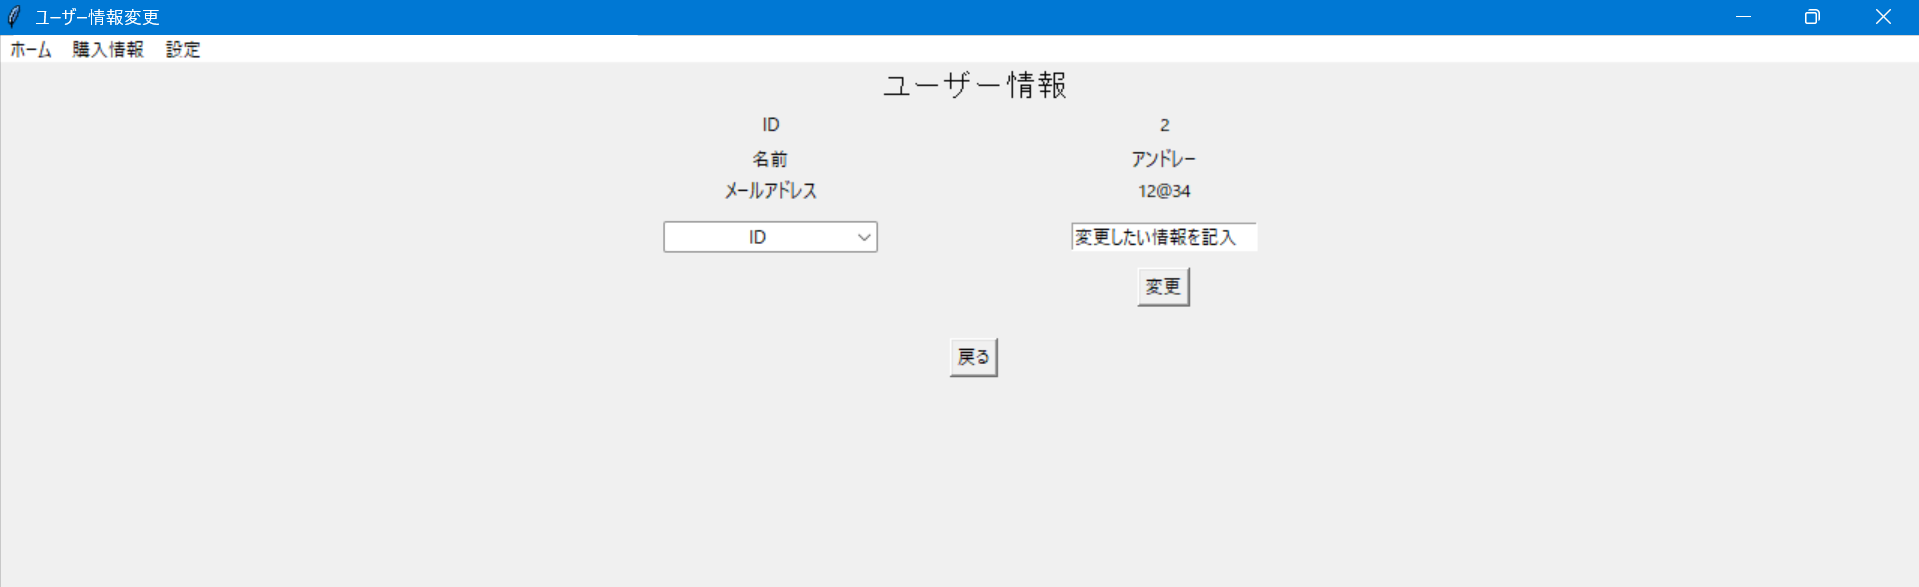 ユーザー情報変更
ホーム 購入情報 設定
ユーザー情報
ID 2
名前 アンドレー
メールアドレス 12@34
ID 変更したい情報を記入
変更
戻る